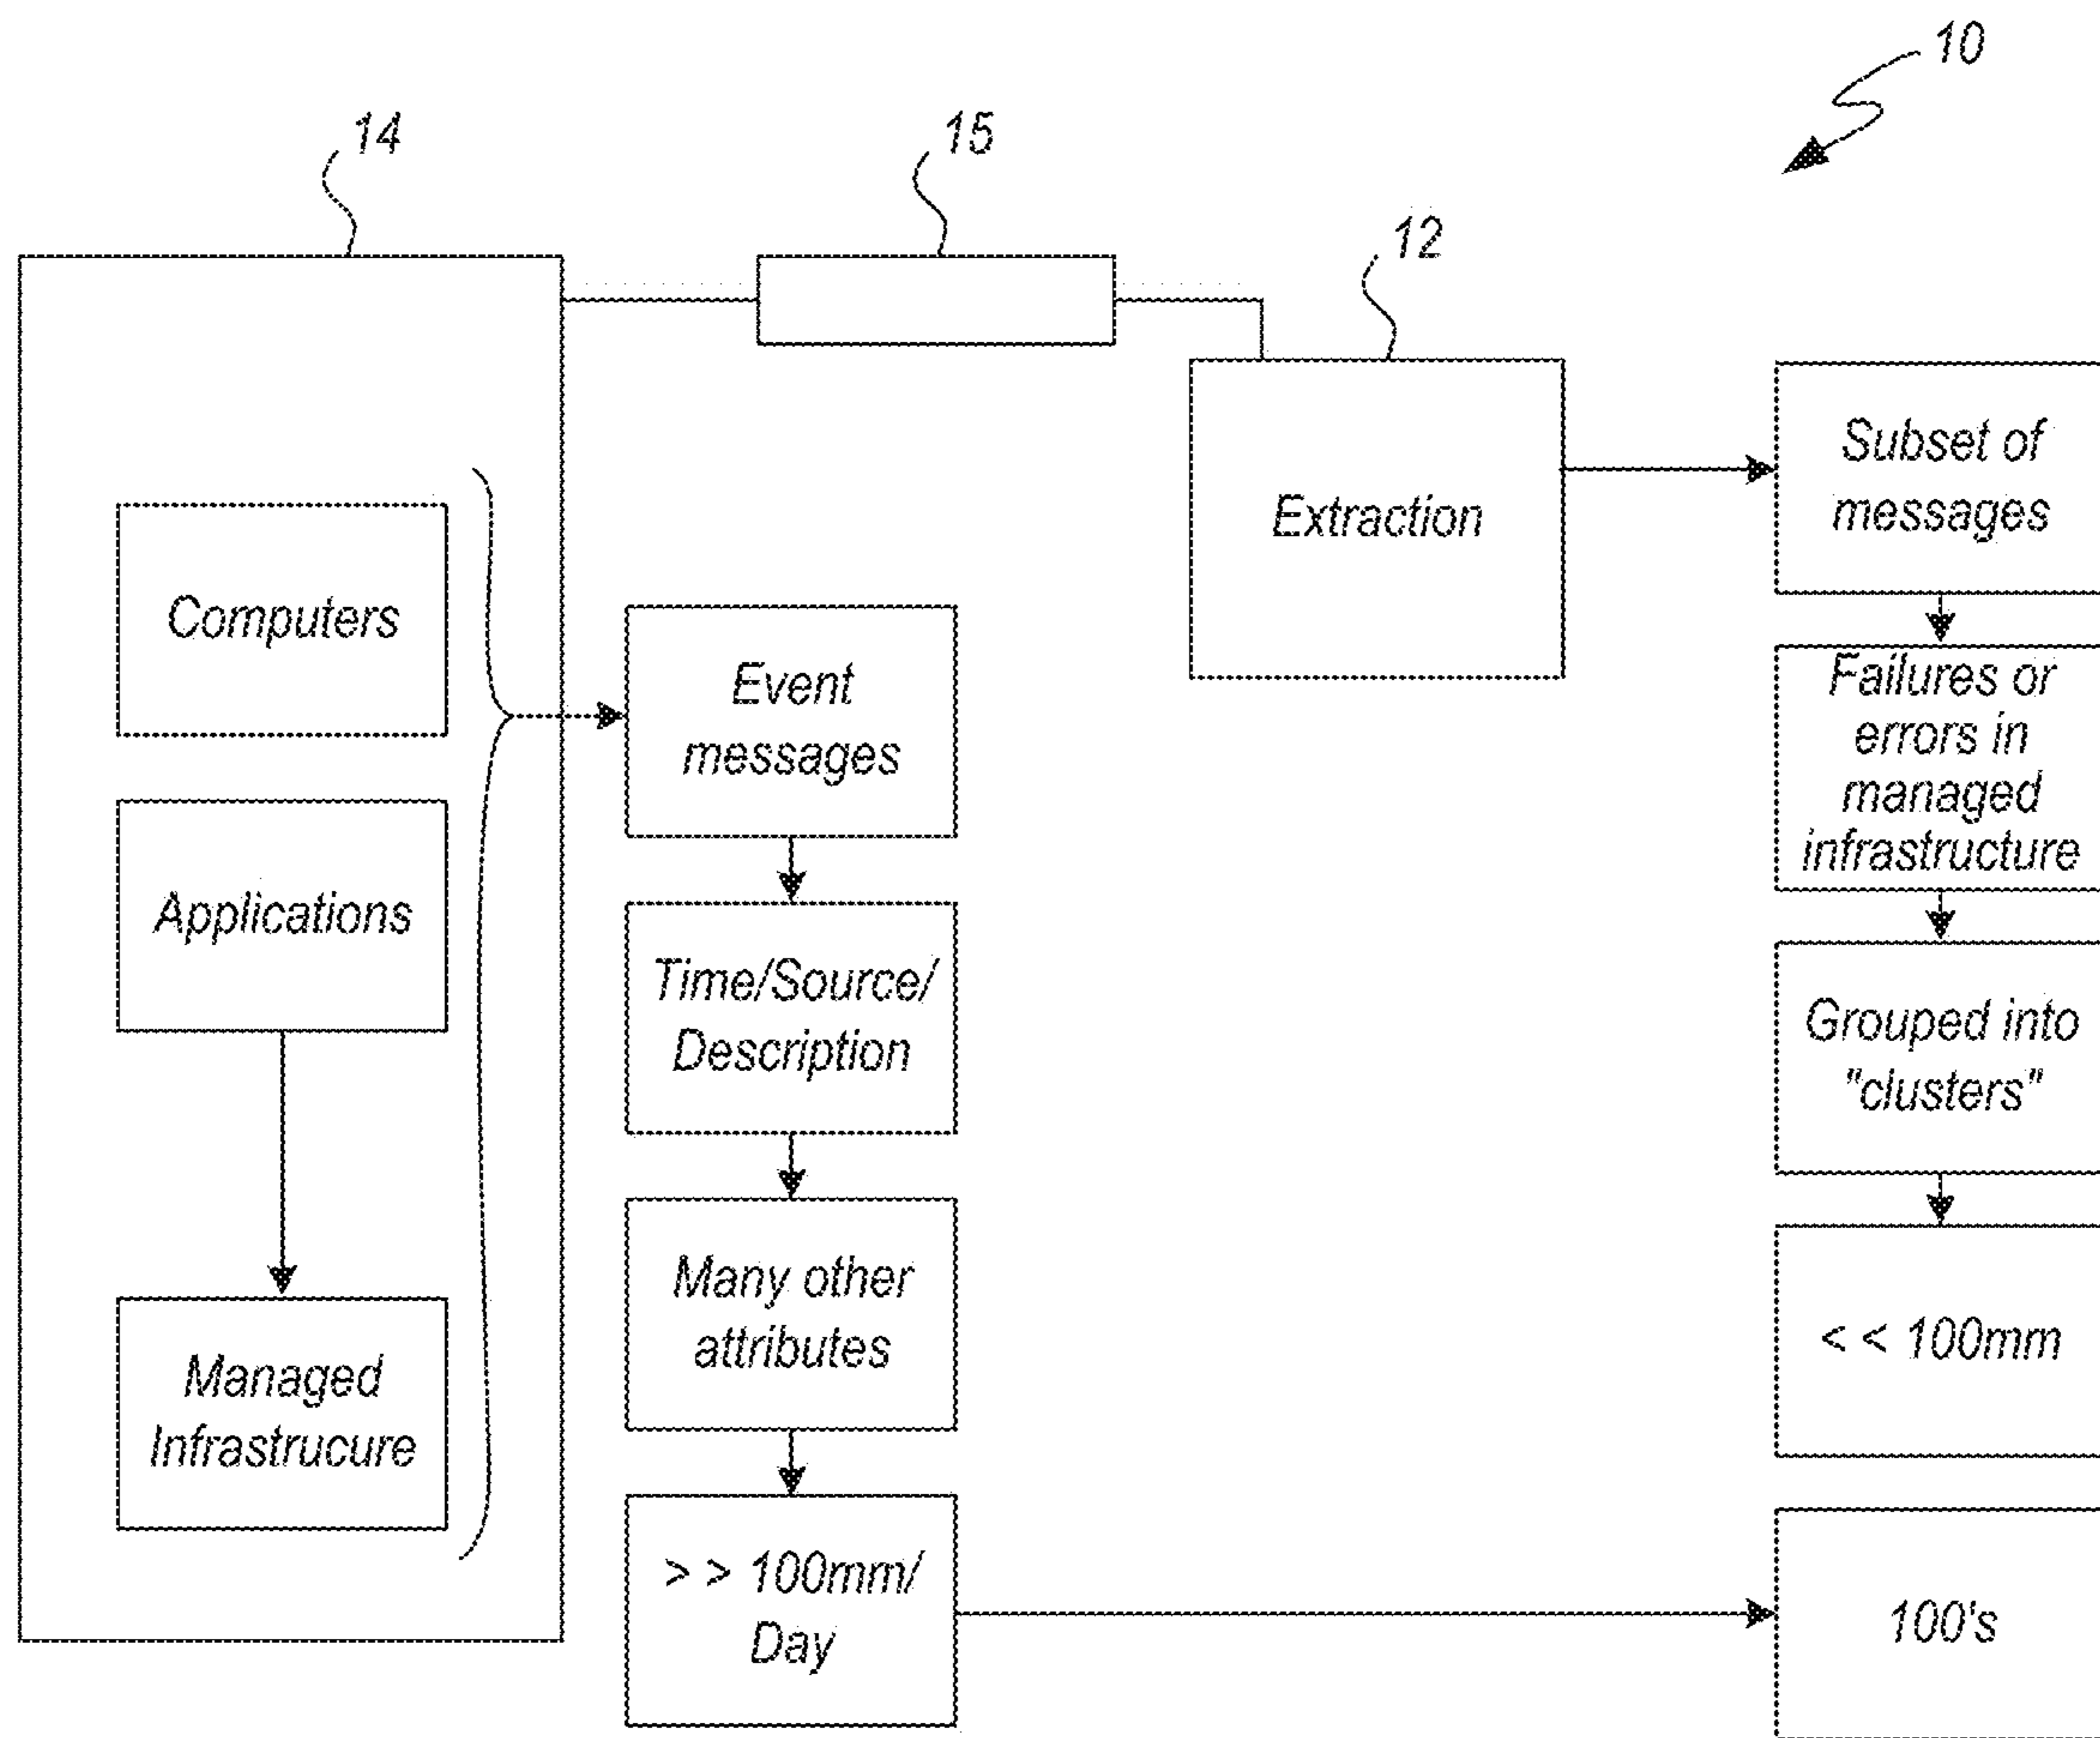 10
14
15
12
Computers
Applications
Managed
Infrastrucure
Event
messages
Time/Source/
Description
Many other
attributes
> > 100mm/
Day
Extraction
Subset of
messages
Failures or
errors in
managed
infrastructure
Grouped into
"clusters"
< < 100mm
100's